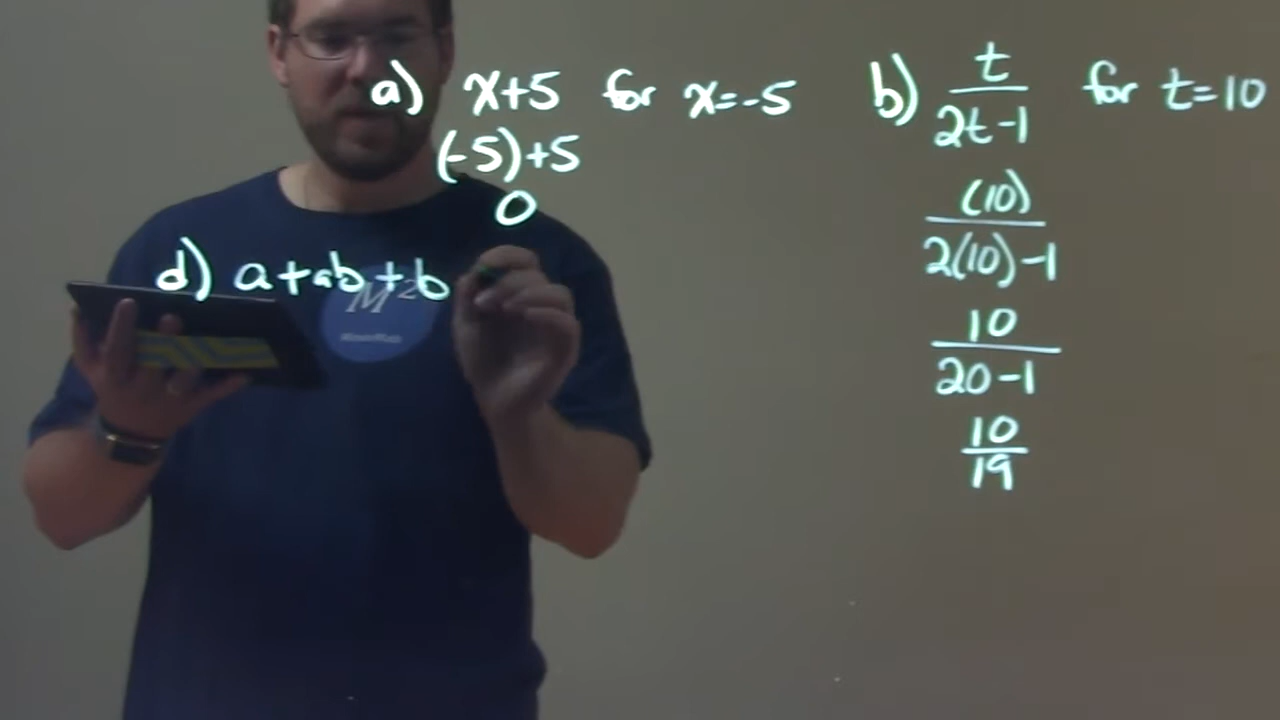 a) x+5 for x=-5
(-5)+5
0
b) t/(2t-1) for t=10
(10)/(2(10)-1)
10/(20-1)
10/19
d) a+ab+b
M²